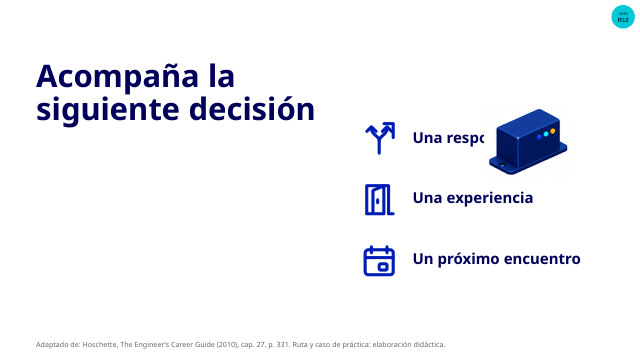 R12
Acompaña la
siguiente decisión
Una
Una experiencia
Un próximo encuentro
Adaptado de: Hoschette, The Engineer's Career Guide (2010), cap. 27, p. 331. Ruta y caso de práctica: elaboración didáctica.